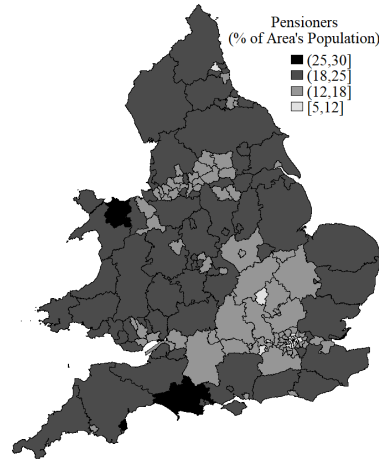 Pensioners
(% of Area's Population)
(25,30]
(18,25]
(12,18]
[5,12]